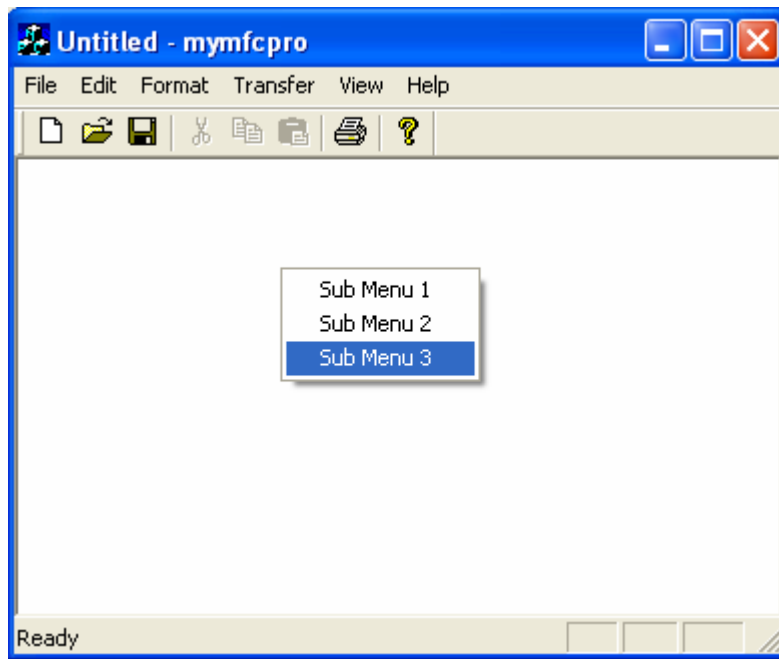 Untitled - mymfcpro
File Edit Format Transfer View Help
Sub Menu 1
Sub Menu 2
Sub Menu 3
Ready